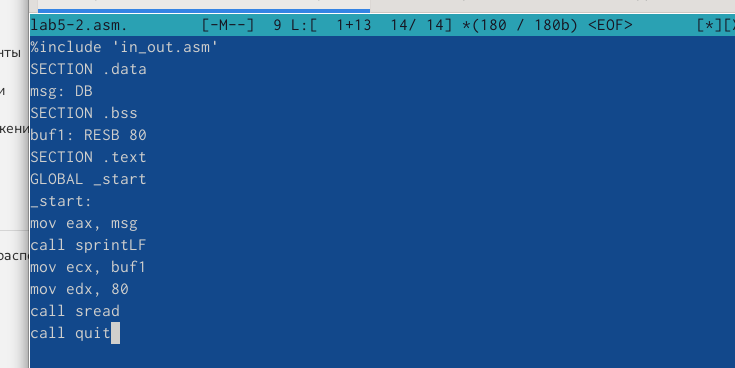 lab5-2.asm. [-M--] 9 L:[ 1+13 14/ 14] *(180 / 180b) <EOF> [*][X
%include 'in_out.asm'
SECTION .data
msg: DB
SECTION .bss
buf1: RESB 80
SECTION .text
GLOBAL _start
_start:
mov eax, msg
call sprintLF
mov ecx, buf1
mov edx, 80
call sread
call quit
нты
и
жени
расп